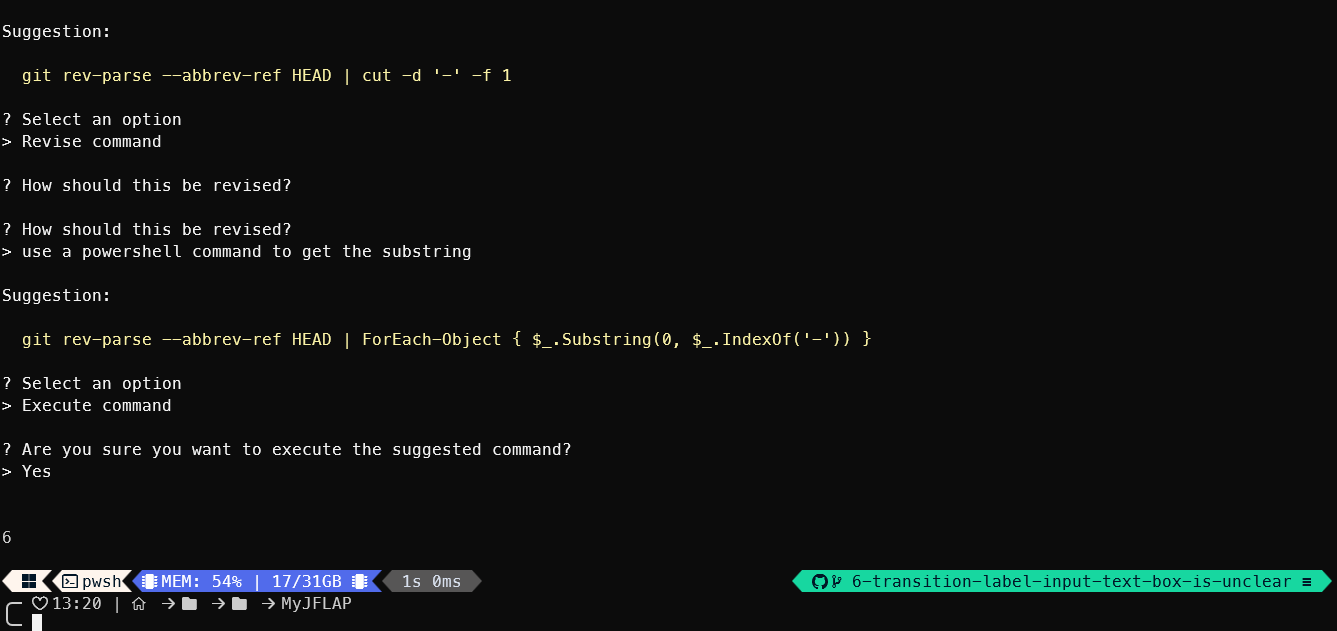 Suggestion:
git rev-parse --abbrev-ref HEAD | cut -d '-' -f 1
? Select an option
> Revise command
? How should this be revised?
? How should this be revised?
> use a powershell command to get the substring
Suggestion:
git rev-parse --abbrev-ref HEAD | ForEach-Object { $_.Substring(0, $_.IndexOf('-')) }
? Select an option
> Execute command
? Are you sure you want to execute the suggested command?
> Yes
6
pwsh MEM: 54% | 17/31GB 1s 0ms 6-transition-label-input-text-box-is-unclear ≡
13:20 | → → → MyJFLAP